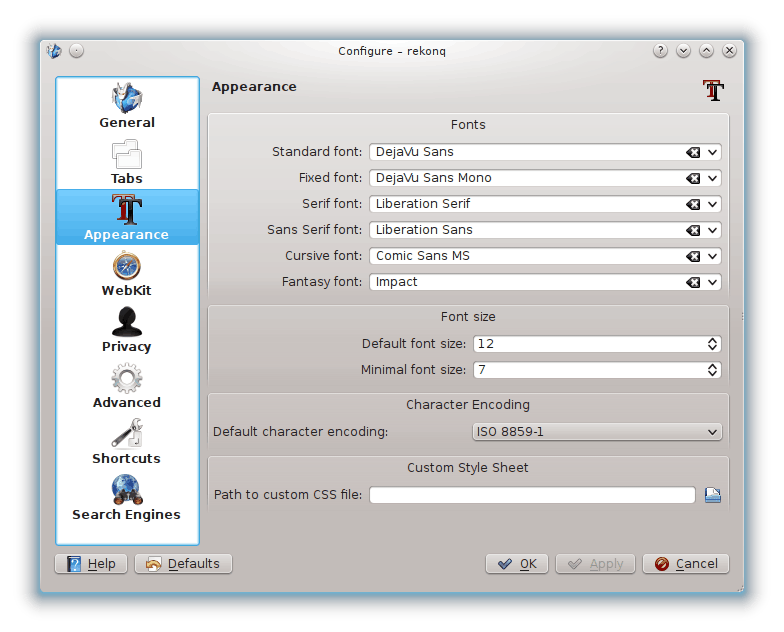 Configure – rekonq
General
Tabs
Appearance
WebKit
Privacy
Advanced
Shortcuts
Search Engines
Appearance
Fonts
Standard font: DejaVu Sans
Fixed font: DejaVu Sans Mono
Serif font: Liberation Serif
Sans Serif font: Liberation Sans
Cursive font: Comic Sans MS
Fantasy font: Impact
Font size
Default font size: 12
Minimal font size: 7
Character Encoding
Default character encoding: ISO 8859-1
Custom Style Sheet
Path to custom CSS file:
Help Defaults OK Apply Cancel